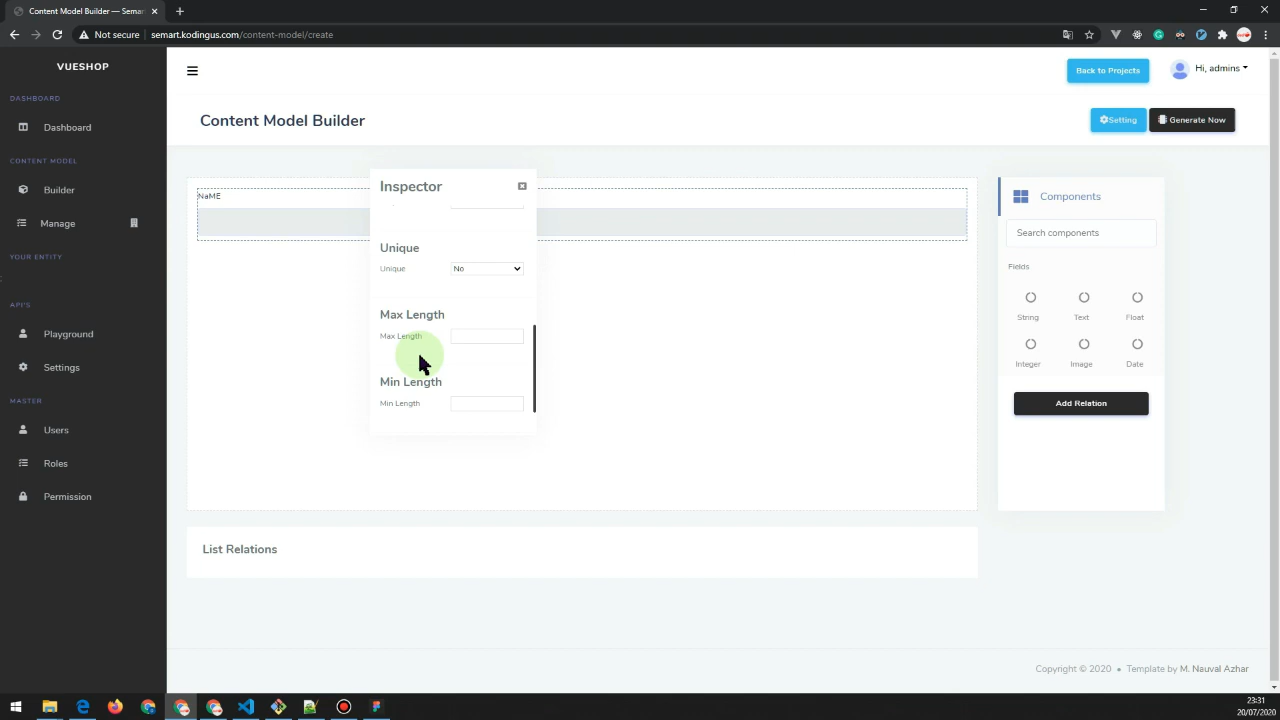 Content Model Builder — Semar
Not secure | semart.kodingus.com/content-model/create
VUESHOP
Back to Projects
Hi, admins
DASHBOARD
Dashboard
Content Model Builder
Setting
Generate Now
CONTENT MODEL
Builder
Manage
YOUR ENTITY
API'S
Playground
Settings
MASTER
Users
Roles
Permission
NaME
Inspector
Unique
Unique
No
Max Length
Max Length
Min Length
Min Length
Components
Search components
Fields
String
Text
Float
Integer
Image
Date
Add Relation
List Relations
Copyright © 2020 • Template by M. Nauval Azhar
23:31
20/07/2020